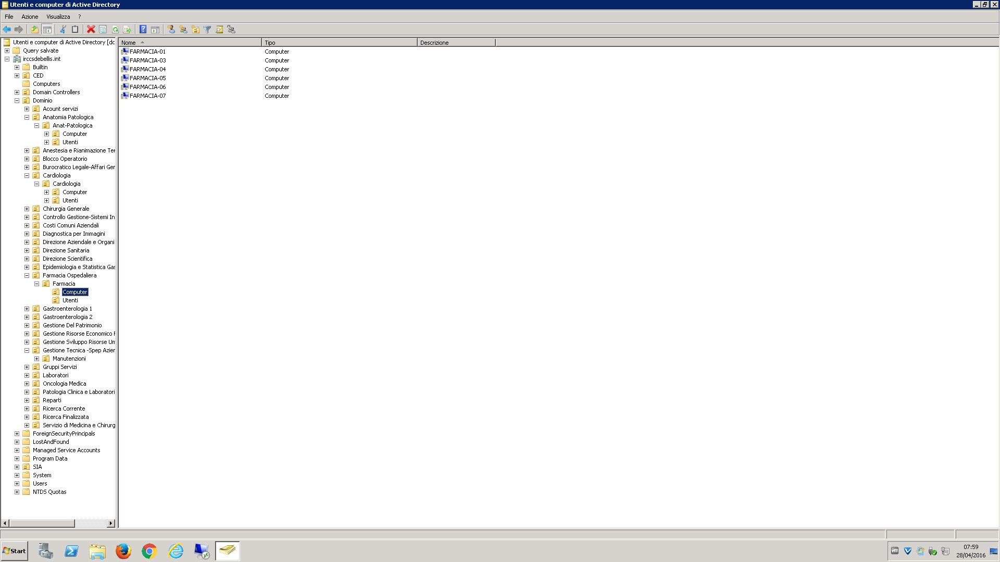 Utenti e computer di Active Directory
File Azione Visualizza ?
Utenti e computer di Active Directory [dc
Query salvate
irccsdebellis.int
Builtin
CED
Computers
Domain Controllers
Dominio
Acount servizi
Anatomia Patologica
Anat-Patologica
Computer
Utenti
Anestesia e Rianimazione Ter
Blocco Operatorio
Burocratico Legale-Affari Ger
Cardiologia
Cardiologia
Computer
Utenti
Chirurgia Generale
Controllo Gestione-Sistemi In
Costi Comuni Aziendali
Diagnostica per Immagini
Direzione Aziendale e Organi
Direzione Sanitaria
Direzione Scientifica
Epidemiologia e Statistica Gas
Farmacia Ospedaliera
Farmacia
Computer
Utenti
Gastroenterologia 1
Gastroenterologia 2
Gestione Del Patrimonio
Gestione Risorse Economico F
Gestione Sviluppo Risorse Um
Gestione Tecnica -Spep Azier
Manutenzioni
Gruppi Servizi
Laboratori
Oncologia Medica
Patologia Clinica e Laboratori
Reparti
Ricerca Corrente
Ricerca Finalizzata
Servizio di Medicina e Chirurg
ForeignSecurityPrincipals
LostAndFound
Managed Service Accounts
Program Data
SIA
System
Users
NTDS Quotas
Nome Tipo Descrizione
FARMACIA-01 Computer
FARMACIA-03 Computer
FARMACIA-04 Computer
FARMACIA-05 Computer
FARMACIA-06 Computer
FARMACIA-07 Computer
Start
vm
07:59
28/04/2016